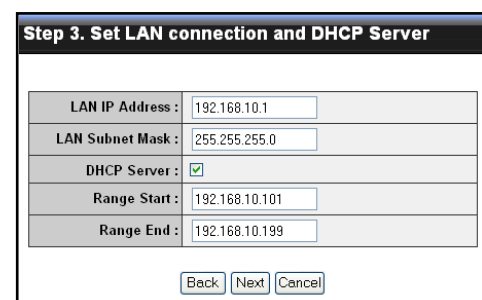 Step 3. Set LAN connection and DHCP Server
LAN IP Address : 192.168.10.1
LAN Subnet Mask : 255.255.255.0
DHCP Server :
Range Start : 192.168.10.101
Range End : 192.168.10.199
Back Next Cancel